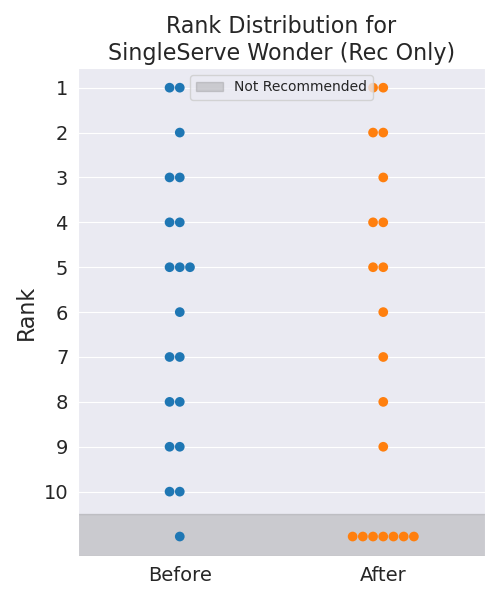 Rank Distribution for
SingleServe Wonder (Rec Only)
Not Recommended
Rank
1
2
3
4
5
6
7
8
9
10
Before
After